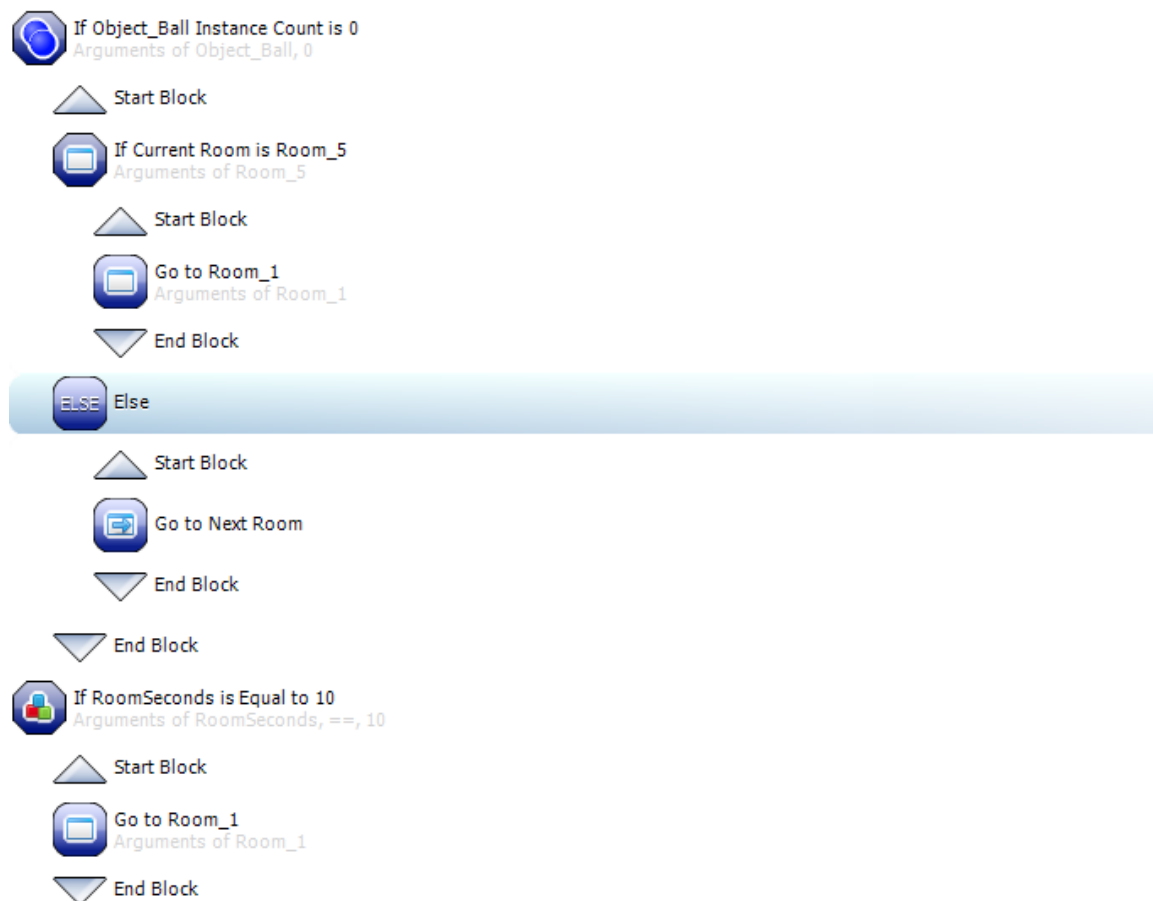 If Object_Ball Instance Count is 0
Arguments of Object_Ball, 0
Start Block
If Current Room is Room_5
Arguments of Room_5
Start Block
Go to Room_1
Arguments of Room_1
End Block
ELSE Else
Start Block
Go to Next Room
End Block
End Block
If RoomSeconds is Equal to 10
Arguments of RoomSeconds, ==, 10
Start Block
Go to Room_1
Arguments of Room_1
End Block